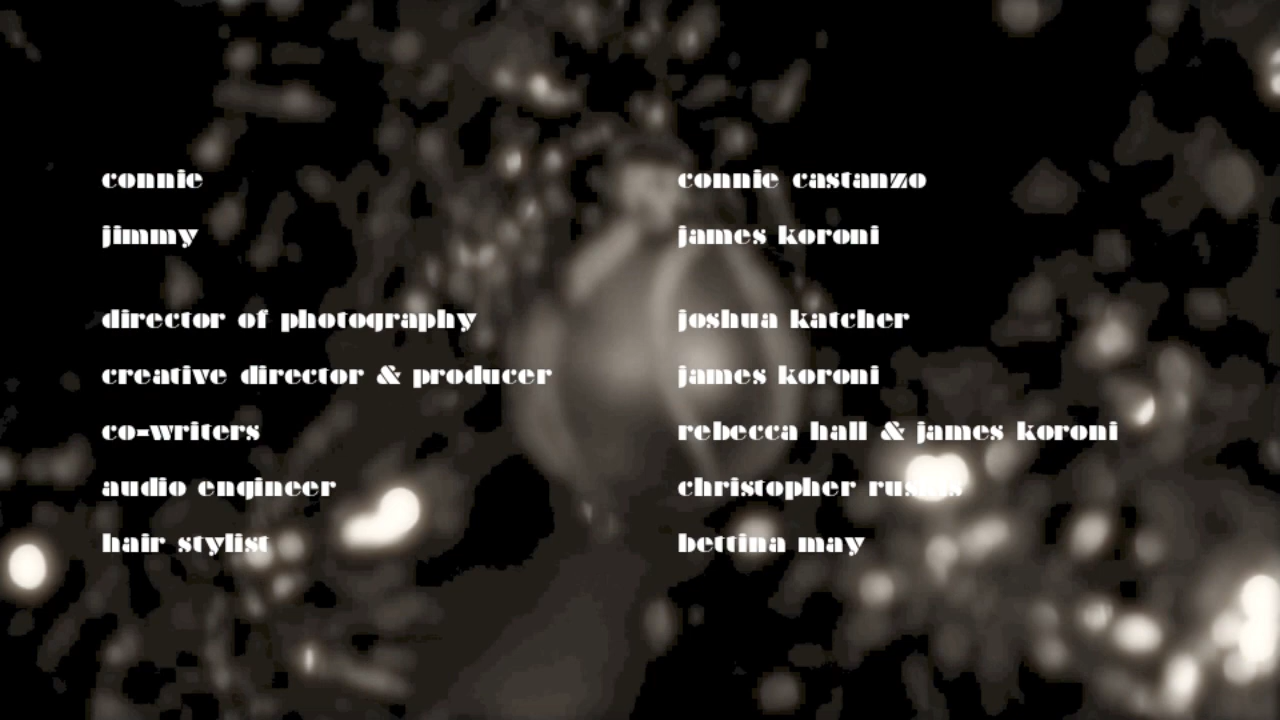 connie connie castanzo
jimmy james koroni
director of photography joshua katcher
creative director & producer james koroni
co-writers rebecca hall & james koroni
audio engineer christopher
hair stylist bettina may